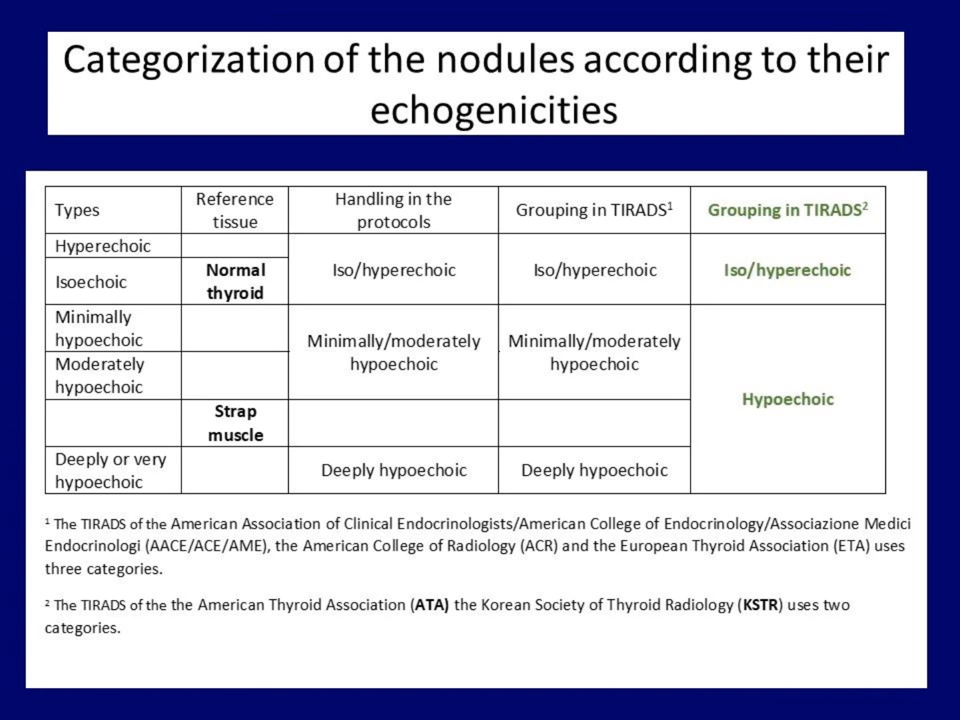 Categorization of the nodules according to their
echogenicities
Types
Reference
tissue
Handling in the
protocols
Grouping in TIRADS¹
Grouping in TIRADS²
Hyperechoic
Iso/hyperechoic
Iso/hyperechoic
Iso/hyperechoic
Isoechoic
Normal
thyroid
Minimally
hypoechoic
Minimally/moderately
hypoechoic
Minimally/moderately
hypoechoic
Hypoechoic
Moderately
hypoechoic
Strap
muscle
Deeply or very
hypoechoic
Deeply hypoechoic
Deeply hypoechoic
¹ The TIRADS of the American Association of Clinical Endocrinologists/American College of Endocrinology/Associazione Medici
Endocrinologi (AACE/ACE/AME), the American College of Radiology (ACR) and the European Thyroid Association (ETA) uses
three categories.
² The TIRADS of the the American Thyroid Association (ATA) the Korean Society of Thyroid Radiology (KSTR) uses two
categories.